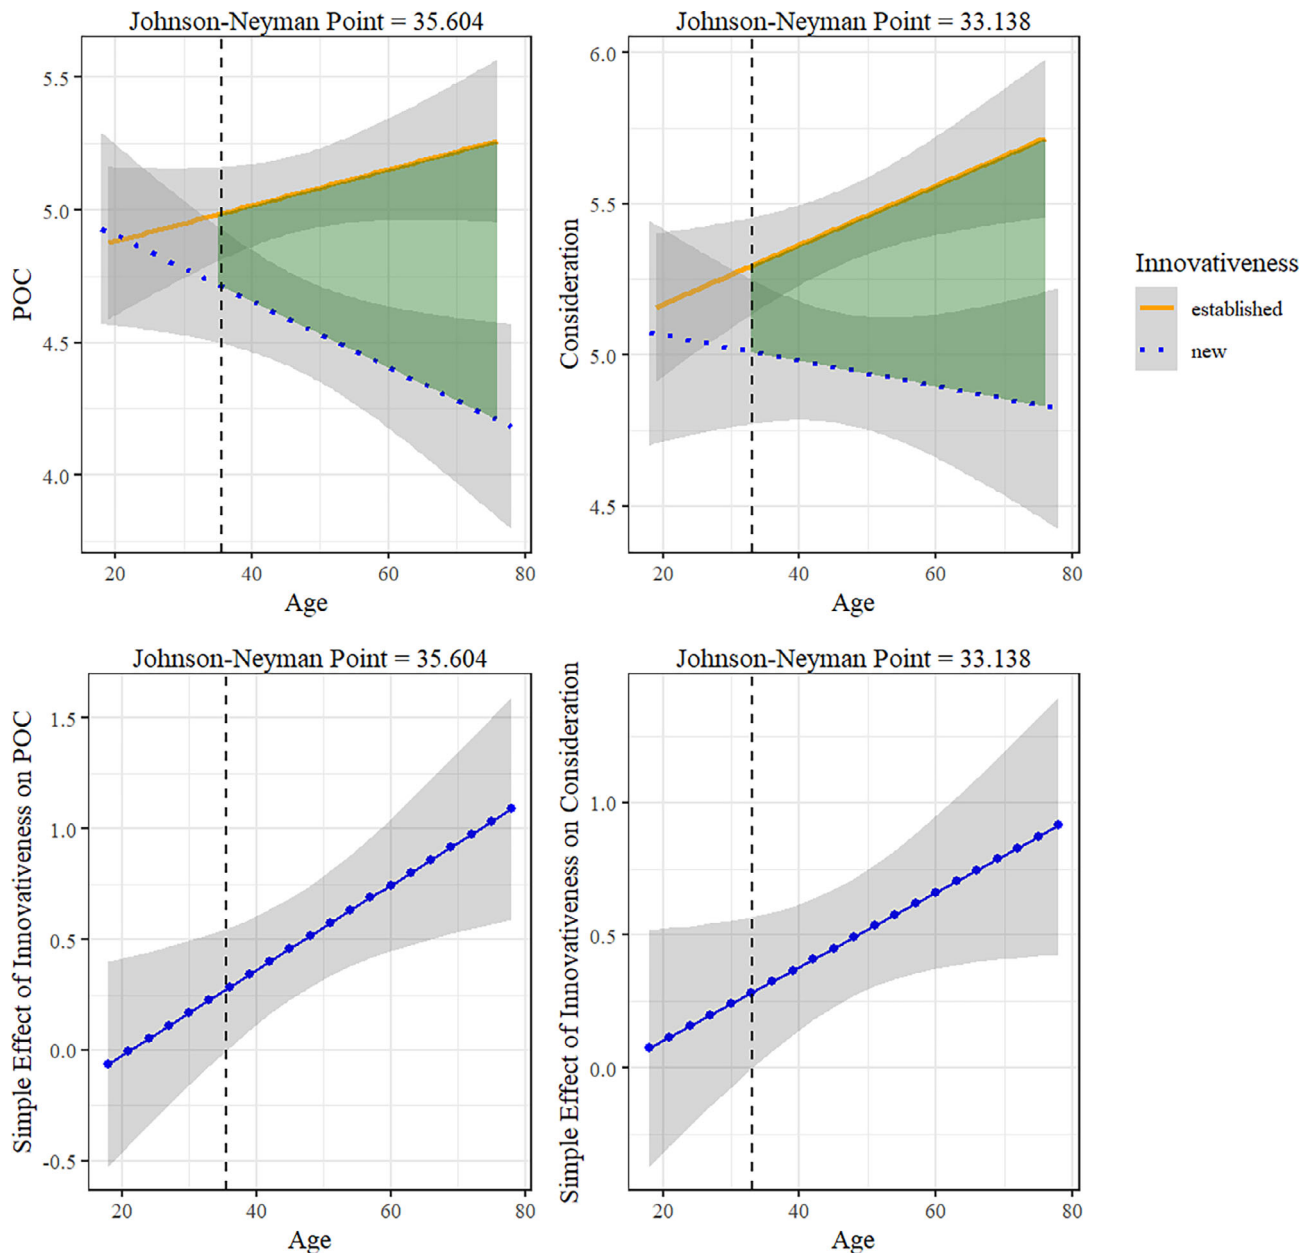 Johnson-Neyman Point = 35.604
5.5
5.0
4.5
4.0
POC
20
40
60
80
Age
Johnson-Neyman Point = 33.138
6.0
5.5
5.0
4.5
Consideration
20
40
60
80
Age
Innovativeness
established
new
Johnson-Neyman Point = 35.604
1.5
1.0
0.5
0.0
-0.5
Simple Effect of Innovativeness on POC
20
40
60
80
Age
Johnson-Neyman Point = 33.138
1.0
0.5
0.0
Simple Effect of Innovativeness on Consideration
20
40
60
80
Age